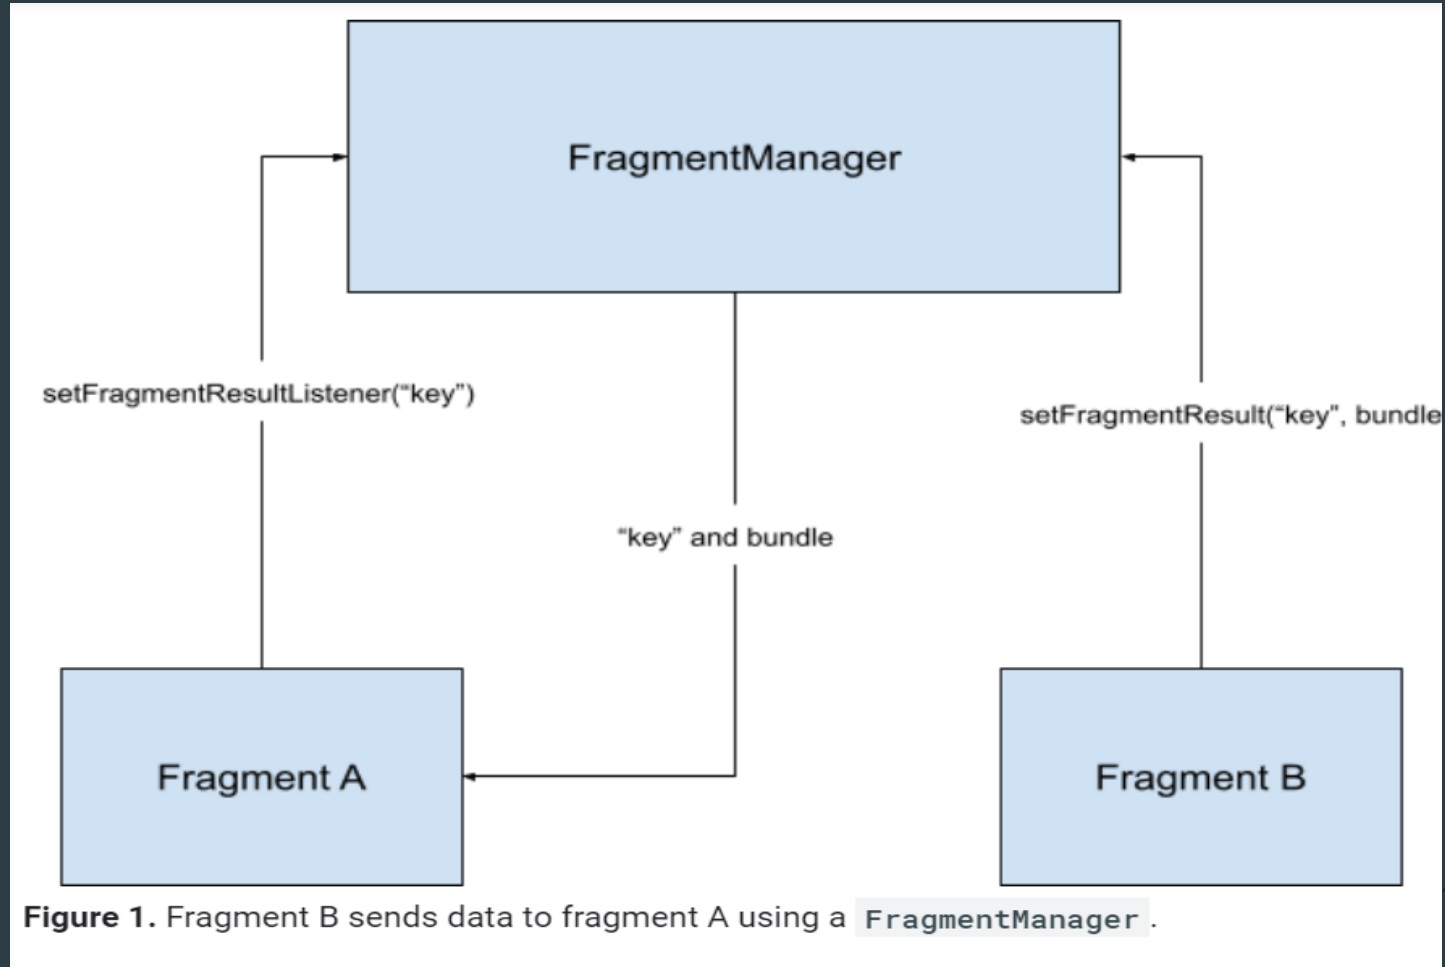 FragmentManager
setFragmentResultListener(“key”)
setFragmentResult(“key”, bundle
“key” and bundle
Fragment A
Fragment B
Figure 1. Fragment B sends data to fragment A using a FragmentManager.